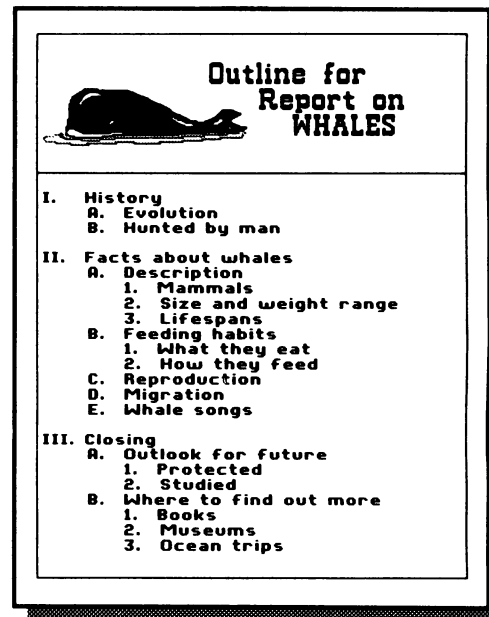 Outline for
Report on
WHALES
I. History
A. Evolution
B. Hunted by man
II. Facts about whales
A. Description
1. Mammals
2. Size and weight range
3. Lifespans
B. Feeding habits
1. What they eat
2. How they feed
C. Reproduction
D. Migration
E. Whale songs
III. Closing
A. Outlook for future
1. Protected
2. Studied
B. Where to find out more
1. Books
2. Museums
3. Ocean trips